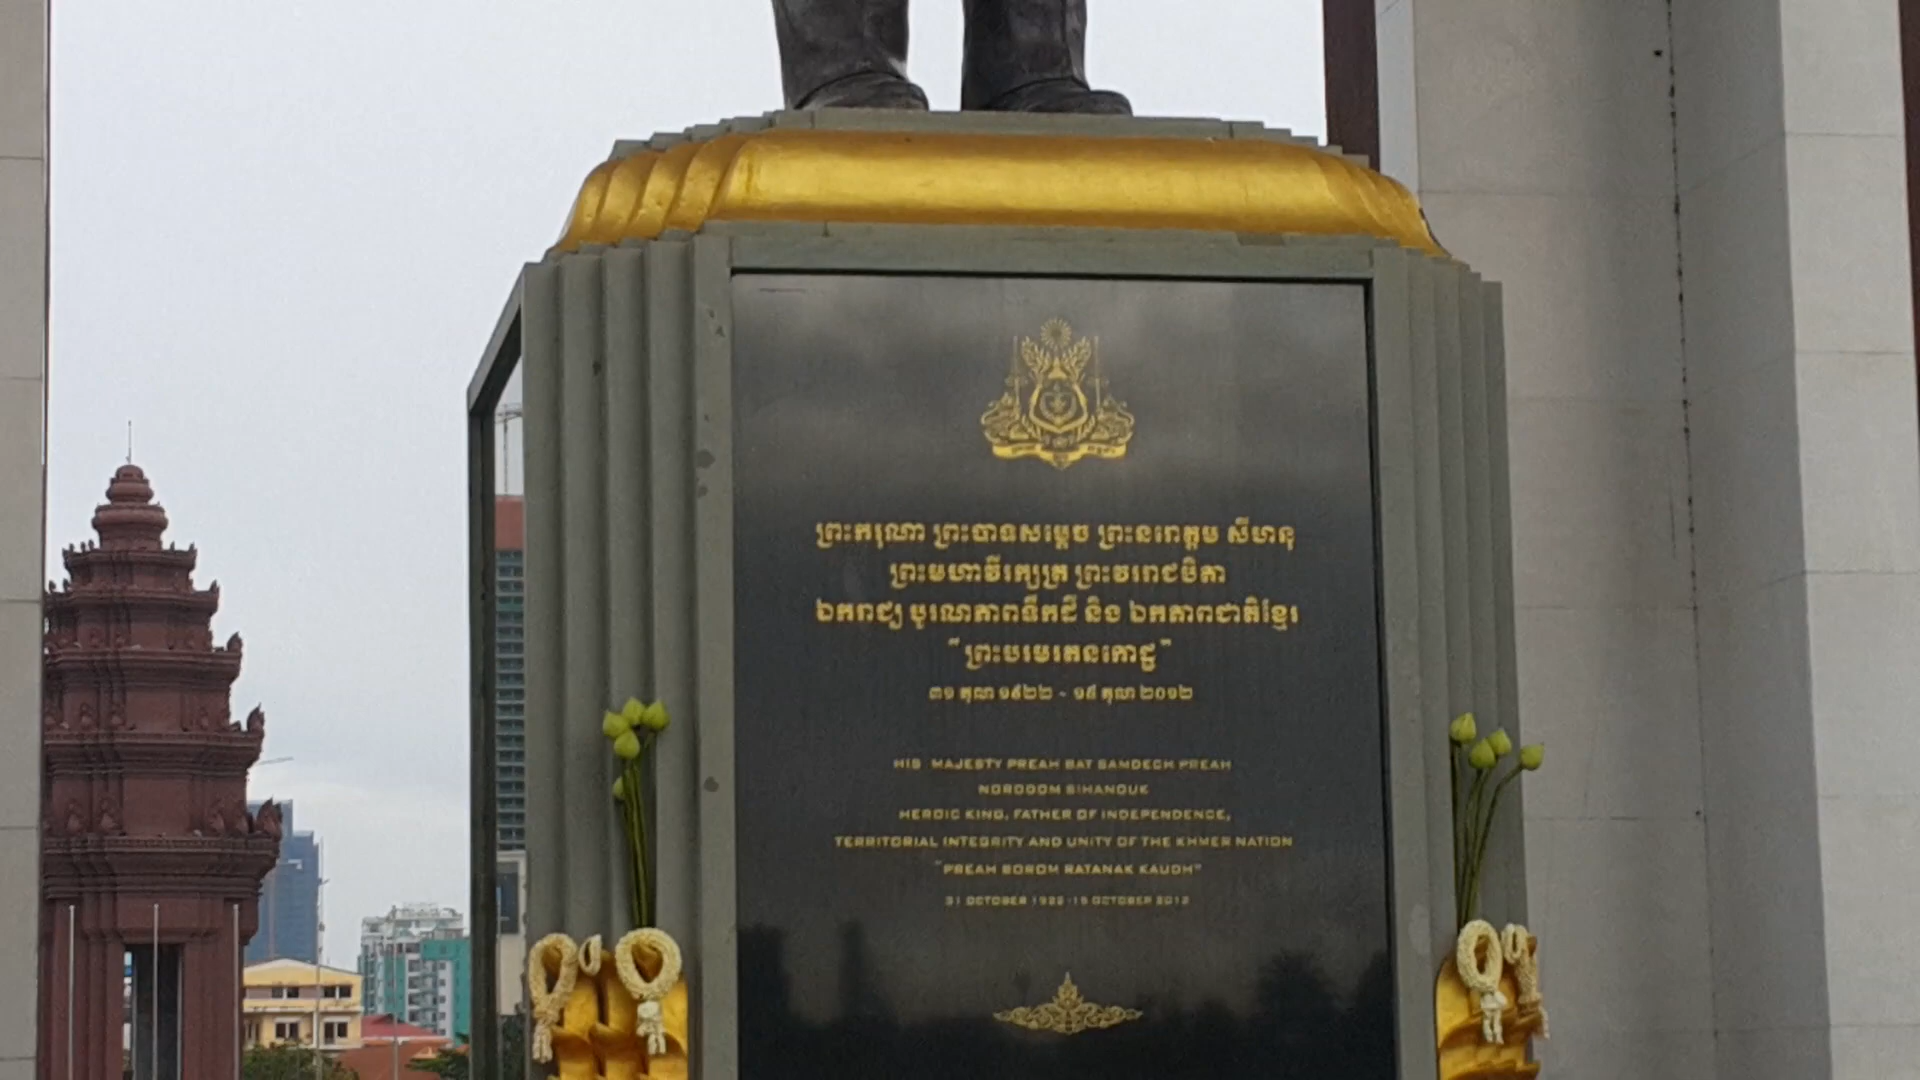 ព្រះករុណា ព្រះបាទសម្តេច ព្រះនរោត្តម សីហនុ
ព្រះមហាវីរក្សត្រ ព្រះវររាជបិតា
ឯករាជ្យ បូរណភាពទឹកដី និង ឯកភាពជាតិខ្មែរ
"ព្រះបរមរតនកោដ្ឋ"
៣១ តុលា ១៩២២ - ១៥ តុលា ២០១២
HIS MAJESTY PREAH BAT SAMDECH PREAH
NORODOM SIHANOUK
HEROIC KING, FATHER OF INDEPENDENCE,
TERRITORIAL INTEGRITY AND UNITY OF THE KHMER NATION
"PREAH BOROM RATANAK KAUDH"
31 OCTOBER 1922 - 15 OCTOBER 2012